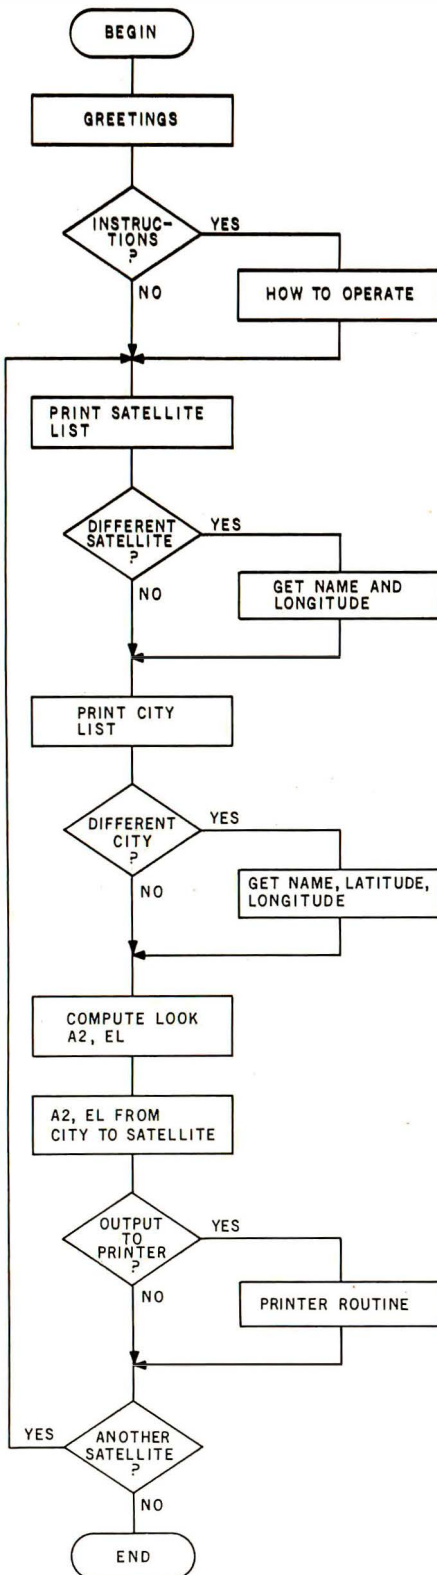 BEGIN
GREETINGS
INSTRUC-
TIONS
?
YES
NO
HOW TO OPERATE
PRINT SATELLITE
LIST
DIFFERENT
SATELLITE
?
YES
NO
GET NAME AND
LONGITUDE
PRINT CITY
LIST
DIFFERENT
CITY
?
YES
NO
GET NAME, LATITUDE,
LONGITUDE
COMPUTE LOOK
A2, EL
A2, EL FROM
CITY TO SATELLITE
OUTPUT
TO
PRINTER
?
YES
NO
PRINTER ROUTINE
YES
ANOTHER
SATELLITE
?
NO
END